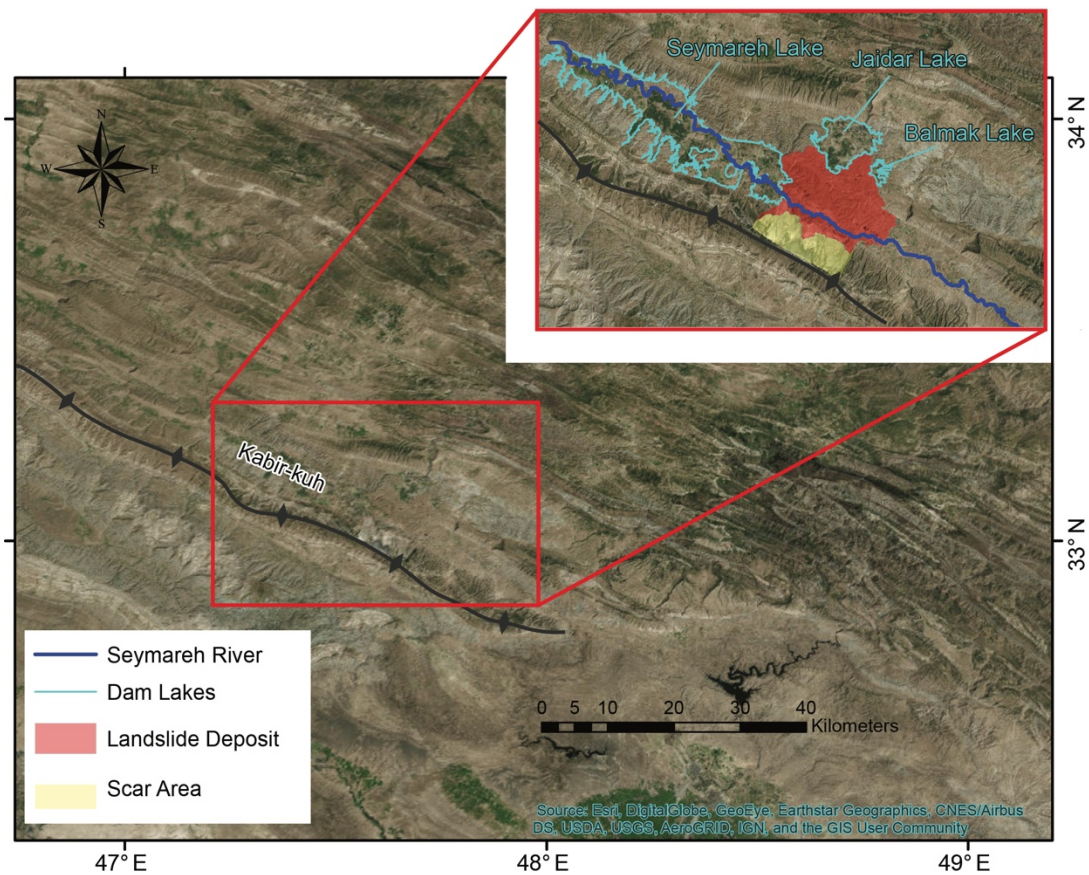 Seymareh Lake
Jaidar Lake
Balmak Lake
34° N
N
W E
S
Kabir-kuh
33° N
Seymareh River
Dam Lakes
Landslide Deposit
Scar Area
0 5 10 20 30 40
Kilometers
Source: Esri, DigitalGlobe, GeoEye, Earthstar Geographics, CNES/Airbus
DS, USDA, USGS, AeroGRID, IGN, and the GIS User Community
47° E 48° E 49° E